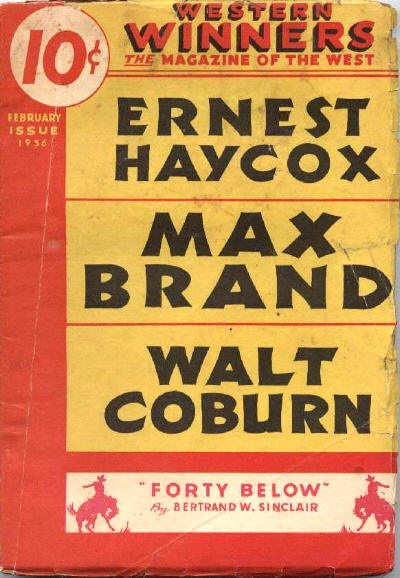 10¢
FEBRUARY
ISSUE
1936
WESTERN
WINNERS
THE MAGAZINE OF THE WEST
ERNEST
HAYCOX
MAX
BRAND
WALT
COBURN
"FORTY BELOW"
By BERTRAND W. SINCLAIR